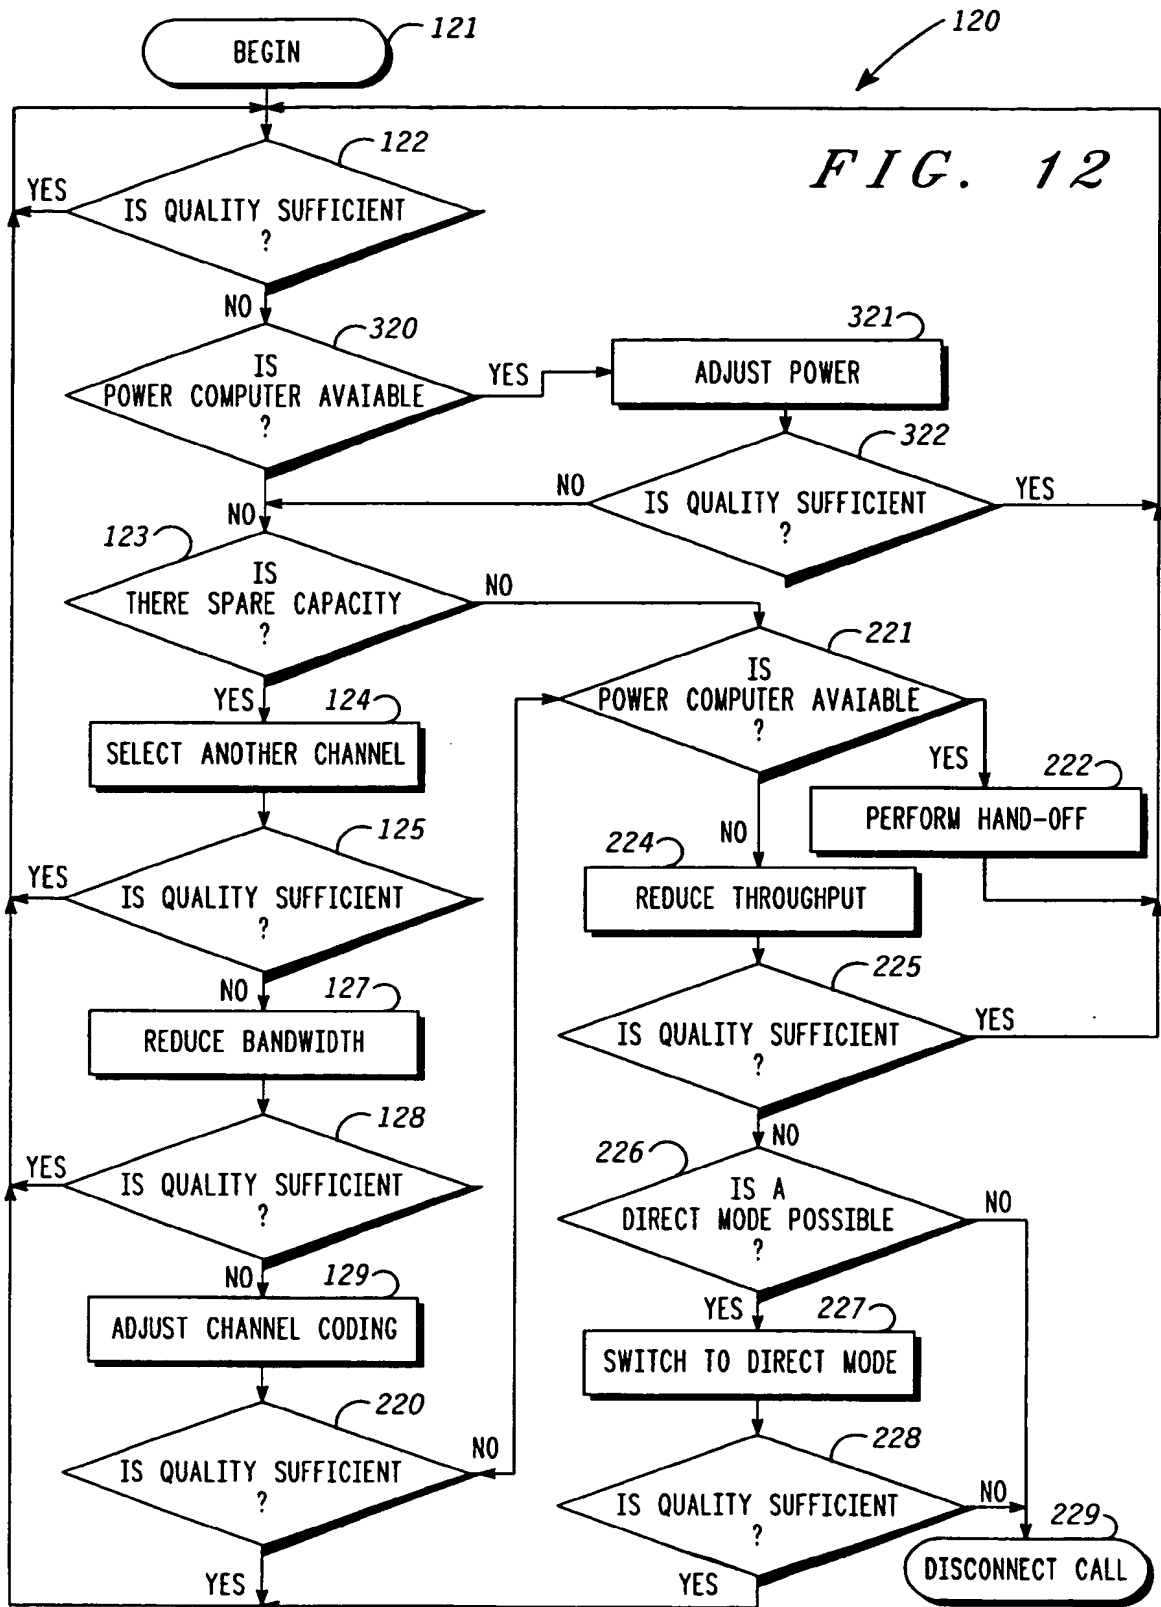 120
BEGIN
121
FIG. 12
122
YES
IS QUALITY SUFFICIENT
?
NO
320
IS
POWER COMPUTER AVAIABLE
?
YES
321
ADJUST POWER
322
NO
IS QUALITY SUFFICIENT
?
YES
NO
123
IS
THERE SPARE CAPACITY
?
NO
YES
124
SELECT ANOTHER CHANNEL
125
YES
IS QUALITY SUFFICIENT
?
NO
127
REDUCE BANDWIDTH
128
YES
IS QUALITY SUFFICIENT
?
NO
129
ADJUST CHANNEL CODING
220
IS QUALITY SUFFICIENT
?
NO
YES
221
IS
POWER COMPUTER AVAIABLE
?
YES
222
PERFORM HAND-OFF
NO
224
REDUCE THROUGHPUT
225
IS QUALITY SUFFICIENT
?
YES
NO
226
IS A
DIRECT MODE POSSIBLE
?
NO
YES
227
SWITCH TO DIRECT MODE
228
IS QUALITY SUFFICIENT
?
NO
YES
229
DISCONNECT CALL